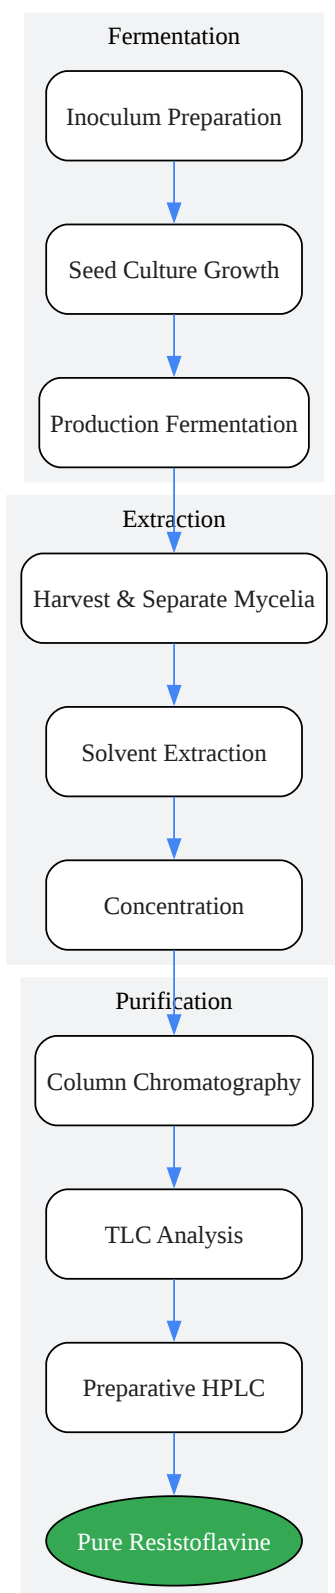 Fermentation
Inoculum Preparation
Seed Culture Growth
Production Fermentation
Extraction
Harvest & Separate Mycelia
Solvent Extraction
Concentration
Purification
Column Chromatography
TLC Analysis
Preparative HPLC
Pure Resistoflavine